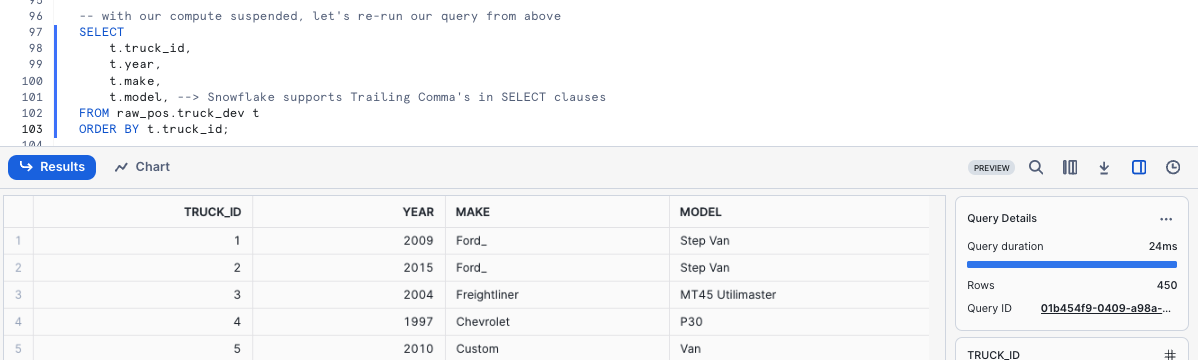 95
96 -- with our compute suspended, let's re-run our query from above
97 SELECT
98 t.truck_id,
99 t.year,
100 t.make,
101 t.model, --> Snowflake supports Trailing Comma's in SELECT clauses
102 FROM raw_pos.truck_dev t
103 ORDER BY t.truck_id;
104
Results Chart PREVIEW
TRUCK_ID YEAR MAKE MODEL
1 1 2009 Ford_ Step Van
2 2 2015 Ford_ Step Van
3 3 2004 Freightliner MT45 Utilimaster
4 4 1997 Chevrolet P30
5 5 2010 Custom Van
Query Details ...
Query duration 24ms
Rows 450
Query ID 01b454f9-0409-a98a-...
TRUCK_ID #